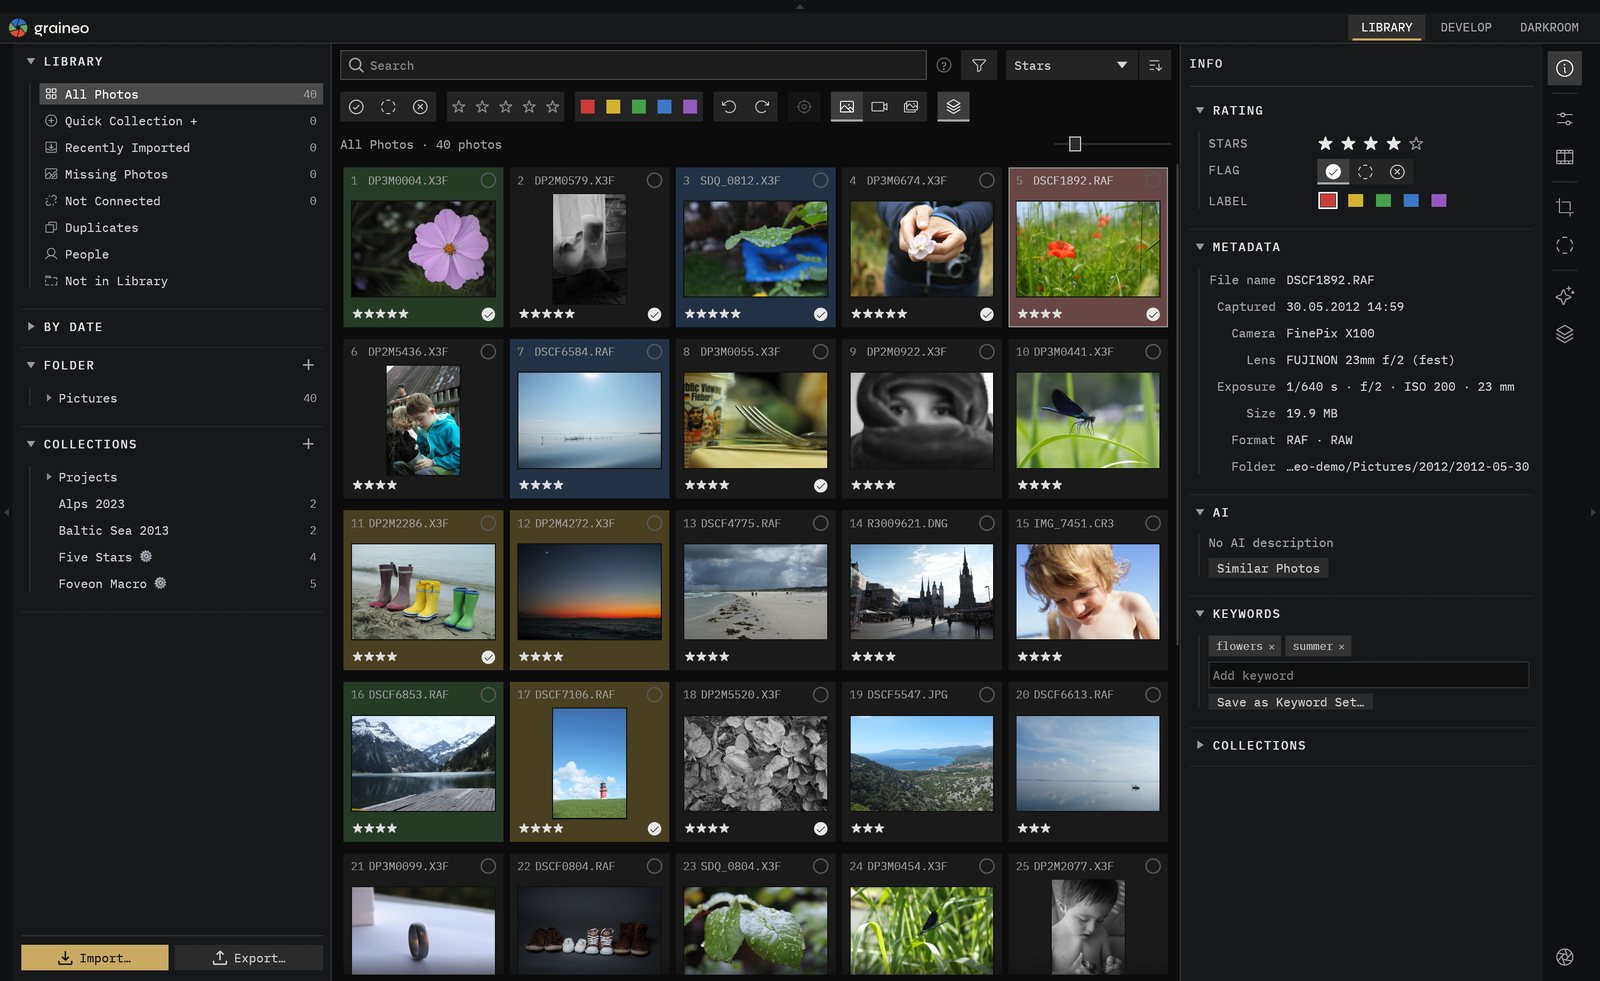 graineo
LIBRARY
DEVELOP
DARKROOM
LIBRARY
All Photos 40
Quick Collection + 0
Recently Imported 0
Missing Photos 0
Not Connected 0
Duplicates
People
Not in Library
BY DATE
FOLDER +
Pictures 40
COLLECTIONS +
Projects
Alps 2023 2
Baltic Sea 2013 2
Five Stars 4
Foveon Macro 5
Import…
Export…
Search
?
Stars
All Photos · 40 photos
1 DP3M0004.X3F
2 DP2M0579.X3F
3 SDQ_0812.X3F
4 DP3M0674.X3F
5 DSCF1892.RAF
6 DP2M5436.X3F
7 DSCF6584.RAF
8 DP3M0055.X3F
9 DP2M0922.X3F
10 DP3M0441.X3F
blic Viewing
Fieber!
11 DP2M2286.X3F
12 DP2M4272.X3F
13 DSCF4775.RAF
14 R3009621.DNG
15 IMG_7451.CR3
16 DSCF6853.RAF
17 DSCF7106.RAF
18 DP2M5520.X3F
19 DSCF5547.JPG
20 DSCF6613.RAF
21 DP3M0099.X3F
22 DSCF0804.RAF
23 SDQ_0804.X3F
24 DP3M0454.X3F
25 DP2M2077.X3F
INFO
RATING
STARS
FLAG
LABEL
METADATA
File name DSCF1892.RAF
Captured 30.05.2012 14:59
Camera FinePix X100
Lens FUJINON 23mm f/2 (fest)
Exposure 1/640 s · f/2 · ISO 200 · 23 mm
Size 19.9 MB
Format RAF · RAW
Folder …eo-demo/Pictures/2012/2012-05-30
AI
No AI description
Similar Photos
KEYWORDS
flowers × summer ×
Add keyword
Save as Keyword Set…
COLLECTIONS